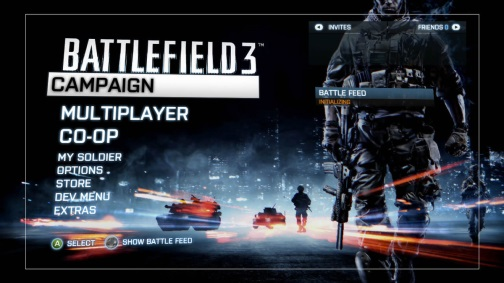 INVITES FRIENDS 0
BATTLEFIELD 3™
CAMPAIGN
BATTLE FEED
INITIALIZING
MULTIPLAYER
CO-OP
MY SOLDIER
OPTIONS
STORE
DEV MENU
EXTRAS
A SELECT SHOW BATTLE FEED